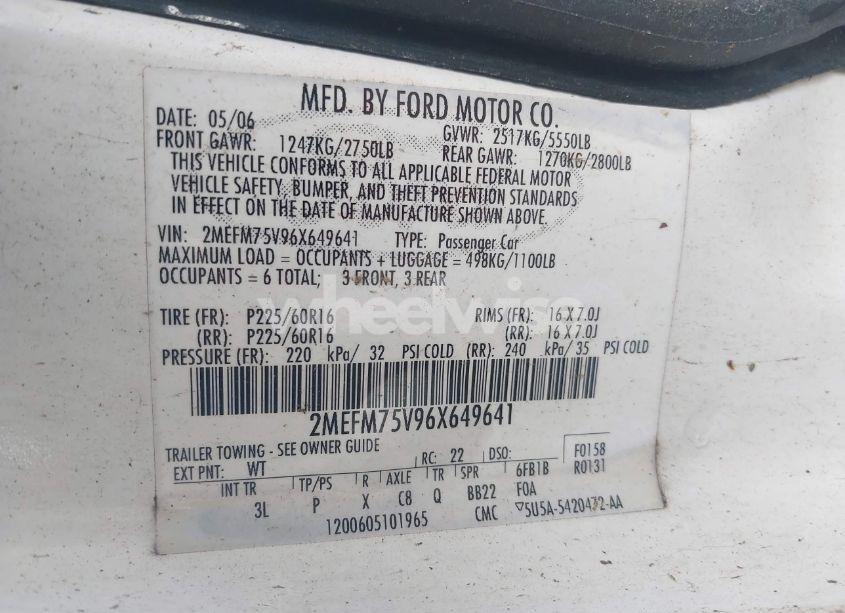 MFD. BY FORD MOTOR CO.
DATE: 05/06 GVWR: 2517KG/5550LB
FRONT GAWR: 1247KG/2750LB REAR GAWR: 1270KG/2800LB
THIS VEHICLE CONFORMS TO ALL APPLICABLE FEDERAL MOTOR
VEHICLE SAFETY, BUMPER, AND THEFT PREVENTION STANDARDS
IN EFFECT ON THE DATE OF MANUFACTURE SHOWN ABOVE.
VIN: 2MEFM75V96X649641 TYPE: Passenger Car
MAXIMUM LOAD = OCCUPANTS + LUGGAGE = 498KG/1100LB
OCCUPANTS = 6 TOTAL; 3 FRONT, 3 REAR
wheelwise
TIRE (FR): P225/60R16 RIMS (FR): 16 X 7.0J
(RR): P225/60R16 (RR): 16 X 7.0J
PRESSURE (FR): 220 kPa/ 32 PSI COLD (RR): 240 kPa/ 35 PSI COLD
2MEFM75V96X649641
TRAILER TOWING - SEE OWNER GUIDE
EXT PNT: WT RC: 22 DSO: F0158
R0131
INT TR TP/PS R AXLE TR SPR 6FB1B
3L P X C8 Q BB22 F0A
1200605101965 CMC ▽5U5A-5420472-AA